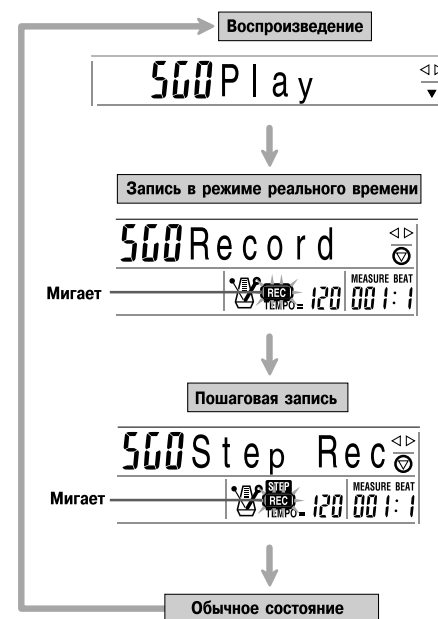 Воспроизведение
SG0Play
Запись в режиме реального времени
SG0Record
Мигает
REC
TEMPO = 120
MEASURE BEAT
001: 1
Пошаговая запись
SG0Step Rec
Мигает
STEP
REC
TEMPO = 120
MEASURE BEAT
001: 1
Обычное состояние